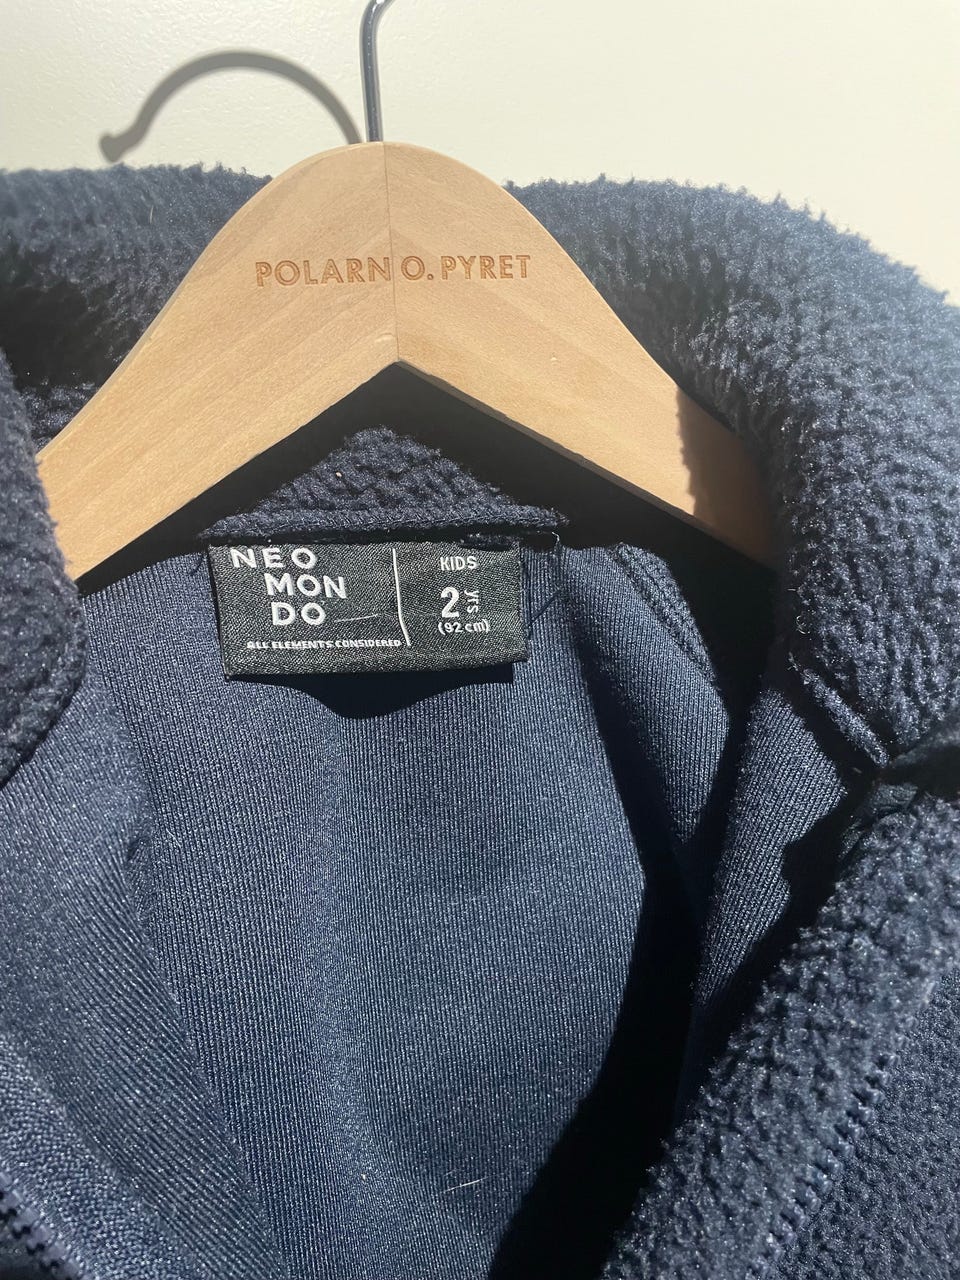 POLARN O. PYRET
NEO
MON
DO
ALL ELEMENTS CONSIDERED
KIDS
2 yrs
(92 cm)